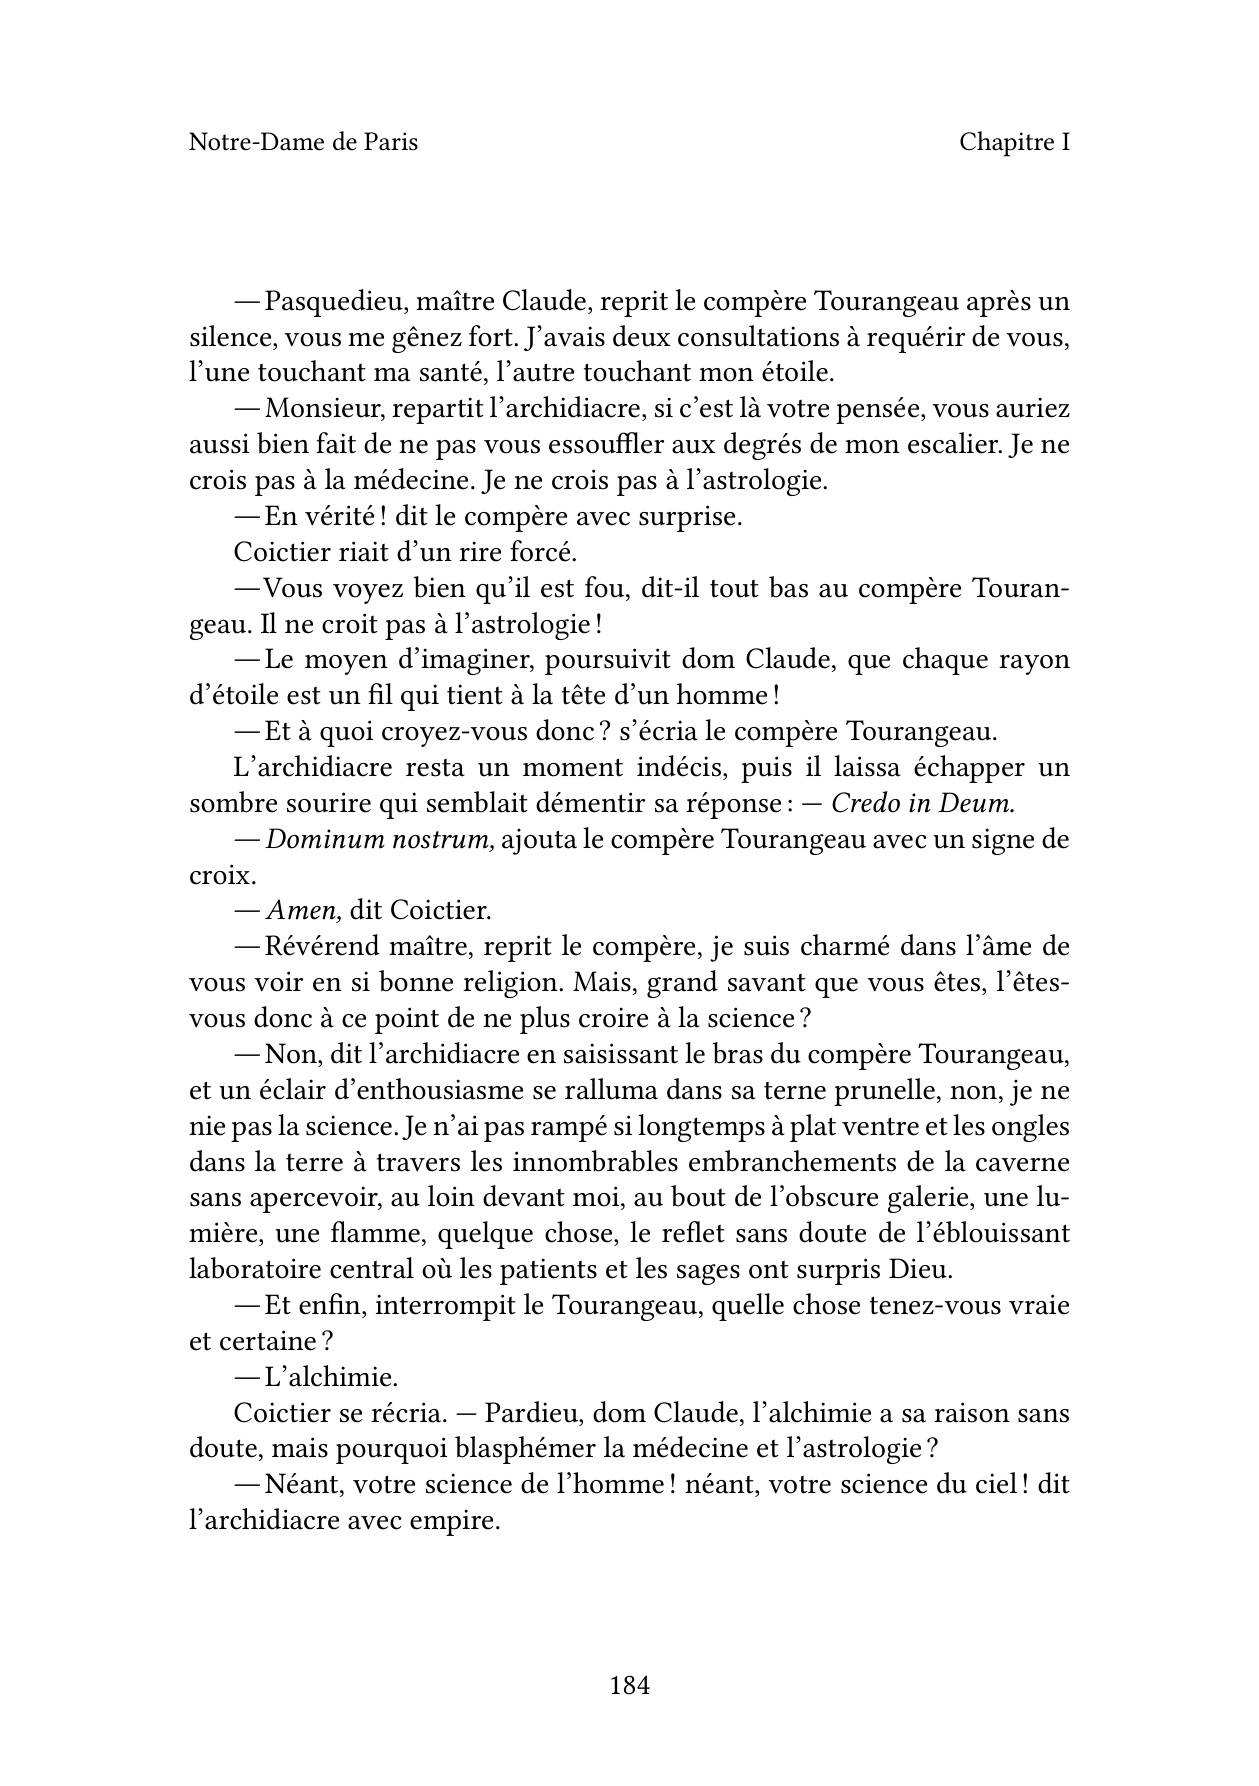 Notre-Dame de Paris Chapitre I
— Pasquedieu, maître Claude, reprit le compère Tourangeau après un
silence, vous me gênez fort. J’avais deux consultations à requérir de vous,
l’une touchant ma santé, l’autre touchant mon étoile.
— Monsieur, repartit l’archidiacre, si c’est là votre pensée, vous auriez
aussi bien fait de ne pas vous essouffler aux degrés de mon escalier. Je ne
crois pas à la médecine. Je ne crois pas à l’astrologie.
— En vérité ! dit le compère avec surprise.
Coictier riait d’un rire forcé.
— Vous voyez bien qu’il est fou, dit-il tout bas au compère Touran-
geau. Il ne croit pas à l’astrologie !
— Le moyen d’imaginer, poursuivit dom Claude, que chaque rayon
d’étoile est un fil qui tient à la tête d’un homme !
— Et à quoi croyez-vous donc ? s’écria le compère Tourangeau.
L’archidiacre resta un moment indécis, puis il laissa échapper un
sombre sourire qui semblait démentir sa réponse : — Credo in Deum.
— Dominum nostrum, ajouta le compère Tourangeau avec un signe de
croix.
— Amen, dit Coictier.
— Révérend maître, reprit le compère, je suis charmé dans l’âme de
vous voir en si bonne religion. Mais, grand savant que vous êtes, l’êtes-
vous donc à ce point de ne plus croire à la science ?
— Non, dit l’archidiacre en saisissant le bras du compère Tourangeau,
et un éclair d’enthousiasme se ralluma dans sa terne prunelle, non, je ne
nie pas la science. Je n’ai pas rampé si longtemps à plat ventre et les ongles
dans la terre à travers les innombrables embranchements de la caverne
sans apercevoir, au loin devant moi, au bout de l’obscure galerie, une lu-
mière, une flamme, quelque chose, le reflet sans doute de l’éblouissant
laboratoire central où les patients et les sages ont surpris Dieu.
— Et enfin, interrompit le Tourangeau, quelle chose tenez-vous vraie
et certaine ?
— L’alchimie.
Coictier se récria. — Pardieu, dom Claude, l’alchimie a sa raison sans
doute, mais pourquoi blasphémer la médecine et l’astrologie ?
— Néant, votre science de l’homme ! néant, votre science du ciel ! dit
l’archidiacre avec empire.
184